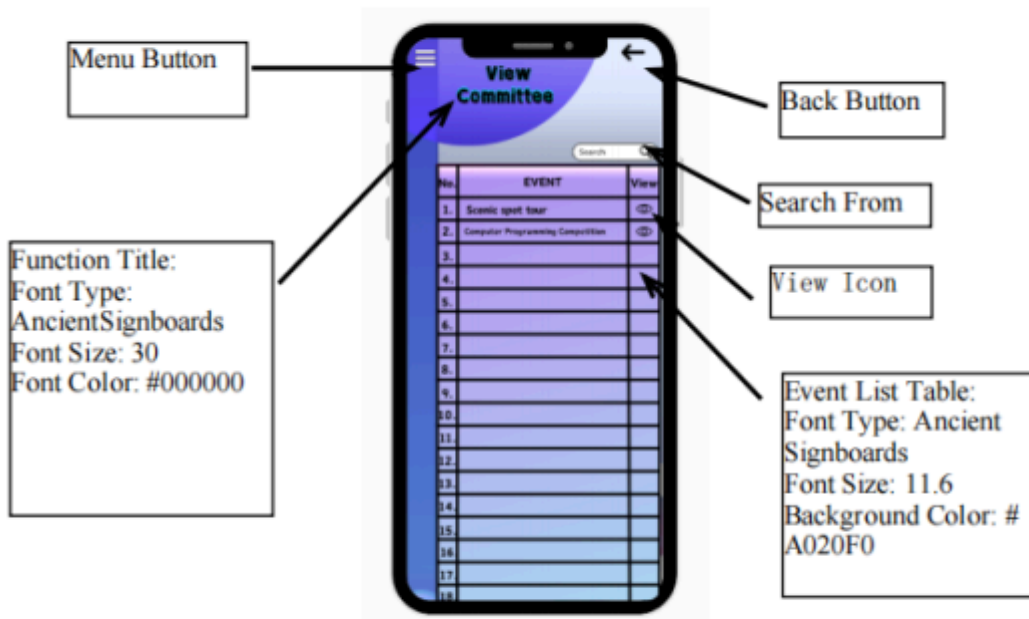 Menu Button
View
Committee
Back Button
Search
Search From
No. EVENT View
1. Scenic spot tour
2. Computer Programming Competition
3.
4.
5.
6.
7.
8.
9.
10.
11.
12.
13.
14.
15.
16.
17.
18.
View Icon
Function Title:
Font Type:
AncientSignboards
Font Size: 30
Font Color: #000000
Event List Table:
Font Type: Ancient
Signboards
Font Size: 11.6
Background Color: #
A020F0